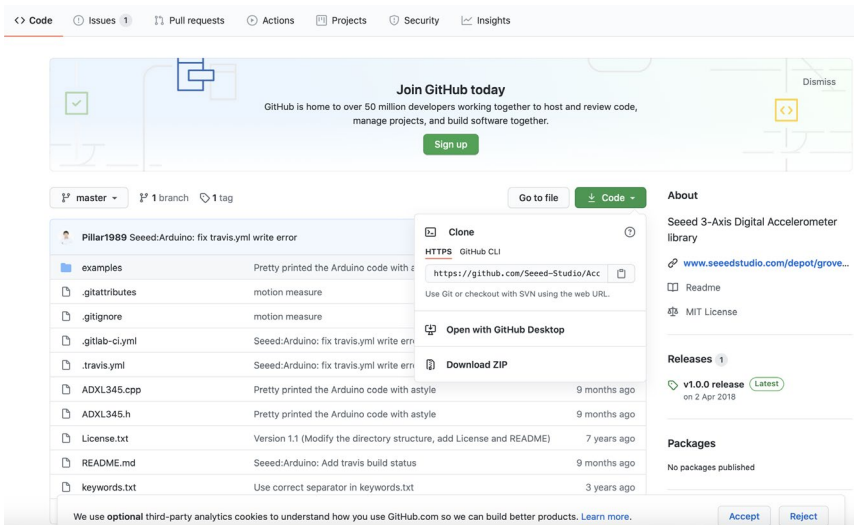 Code Issues 1 Pull requests Actions Projects Security Insights
Dismiss
Join GitHub today
GitHub is home to over 50 million developers working together to host and review code,
manage projects, and build software together.
Sign up
master 1 branch 1 tag Go to file Code
Pillar1989 Seeed:Arduino: fix travis.yml write error
examples Pretty printed the Arduino code with a
.gitattributes motion measure
.gitignore motion measure
.gitlab-ci.yml Seeed:Arduino: fix travis.yml write erro
.travis.yml Seeed:Arduino: fix travis.yml write erro
ADXL345.cpp Pretty printed the Arduino code with astyle 9 months ago
ADXL345.h Pretty printed the Arduino code with astyle 9 months ago
License.txt Version 1.1 (Modify the directory structure, add License and README) 7 years ago
README.md Seeed:Arduino: Add travis build status 9 months ago
keywords.txt Use correct separator in keywords.txt 3 years ago
Clone
HTTPS GitHub CLI
https://github.com/Seeed-Studio/Acc
Use Git or checkout with SVN using the web URL.
Open with GitHub Desktop
Download ZIP
About
Seeed 3-Axis Digital Accelerometer
library
www.seeedstudio.com/depot/grove...
Readme
MIT License
Releases 1
v1.0.0 release Latest
on 2 Apr 2018
Packages
No packages published
We use optional third-party analytics cookies to understand how you use GitHub.com so we can build better products. Learn more. Accept Reject